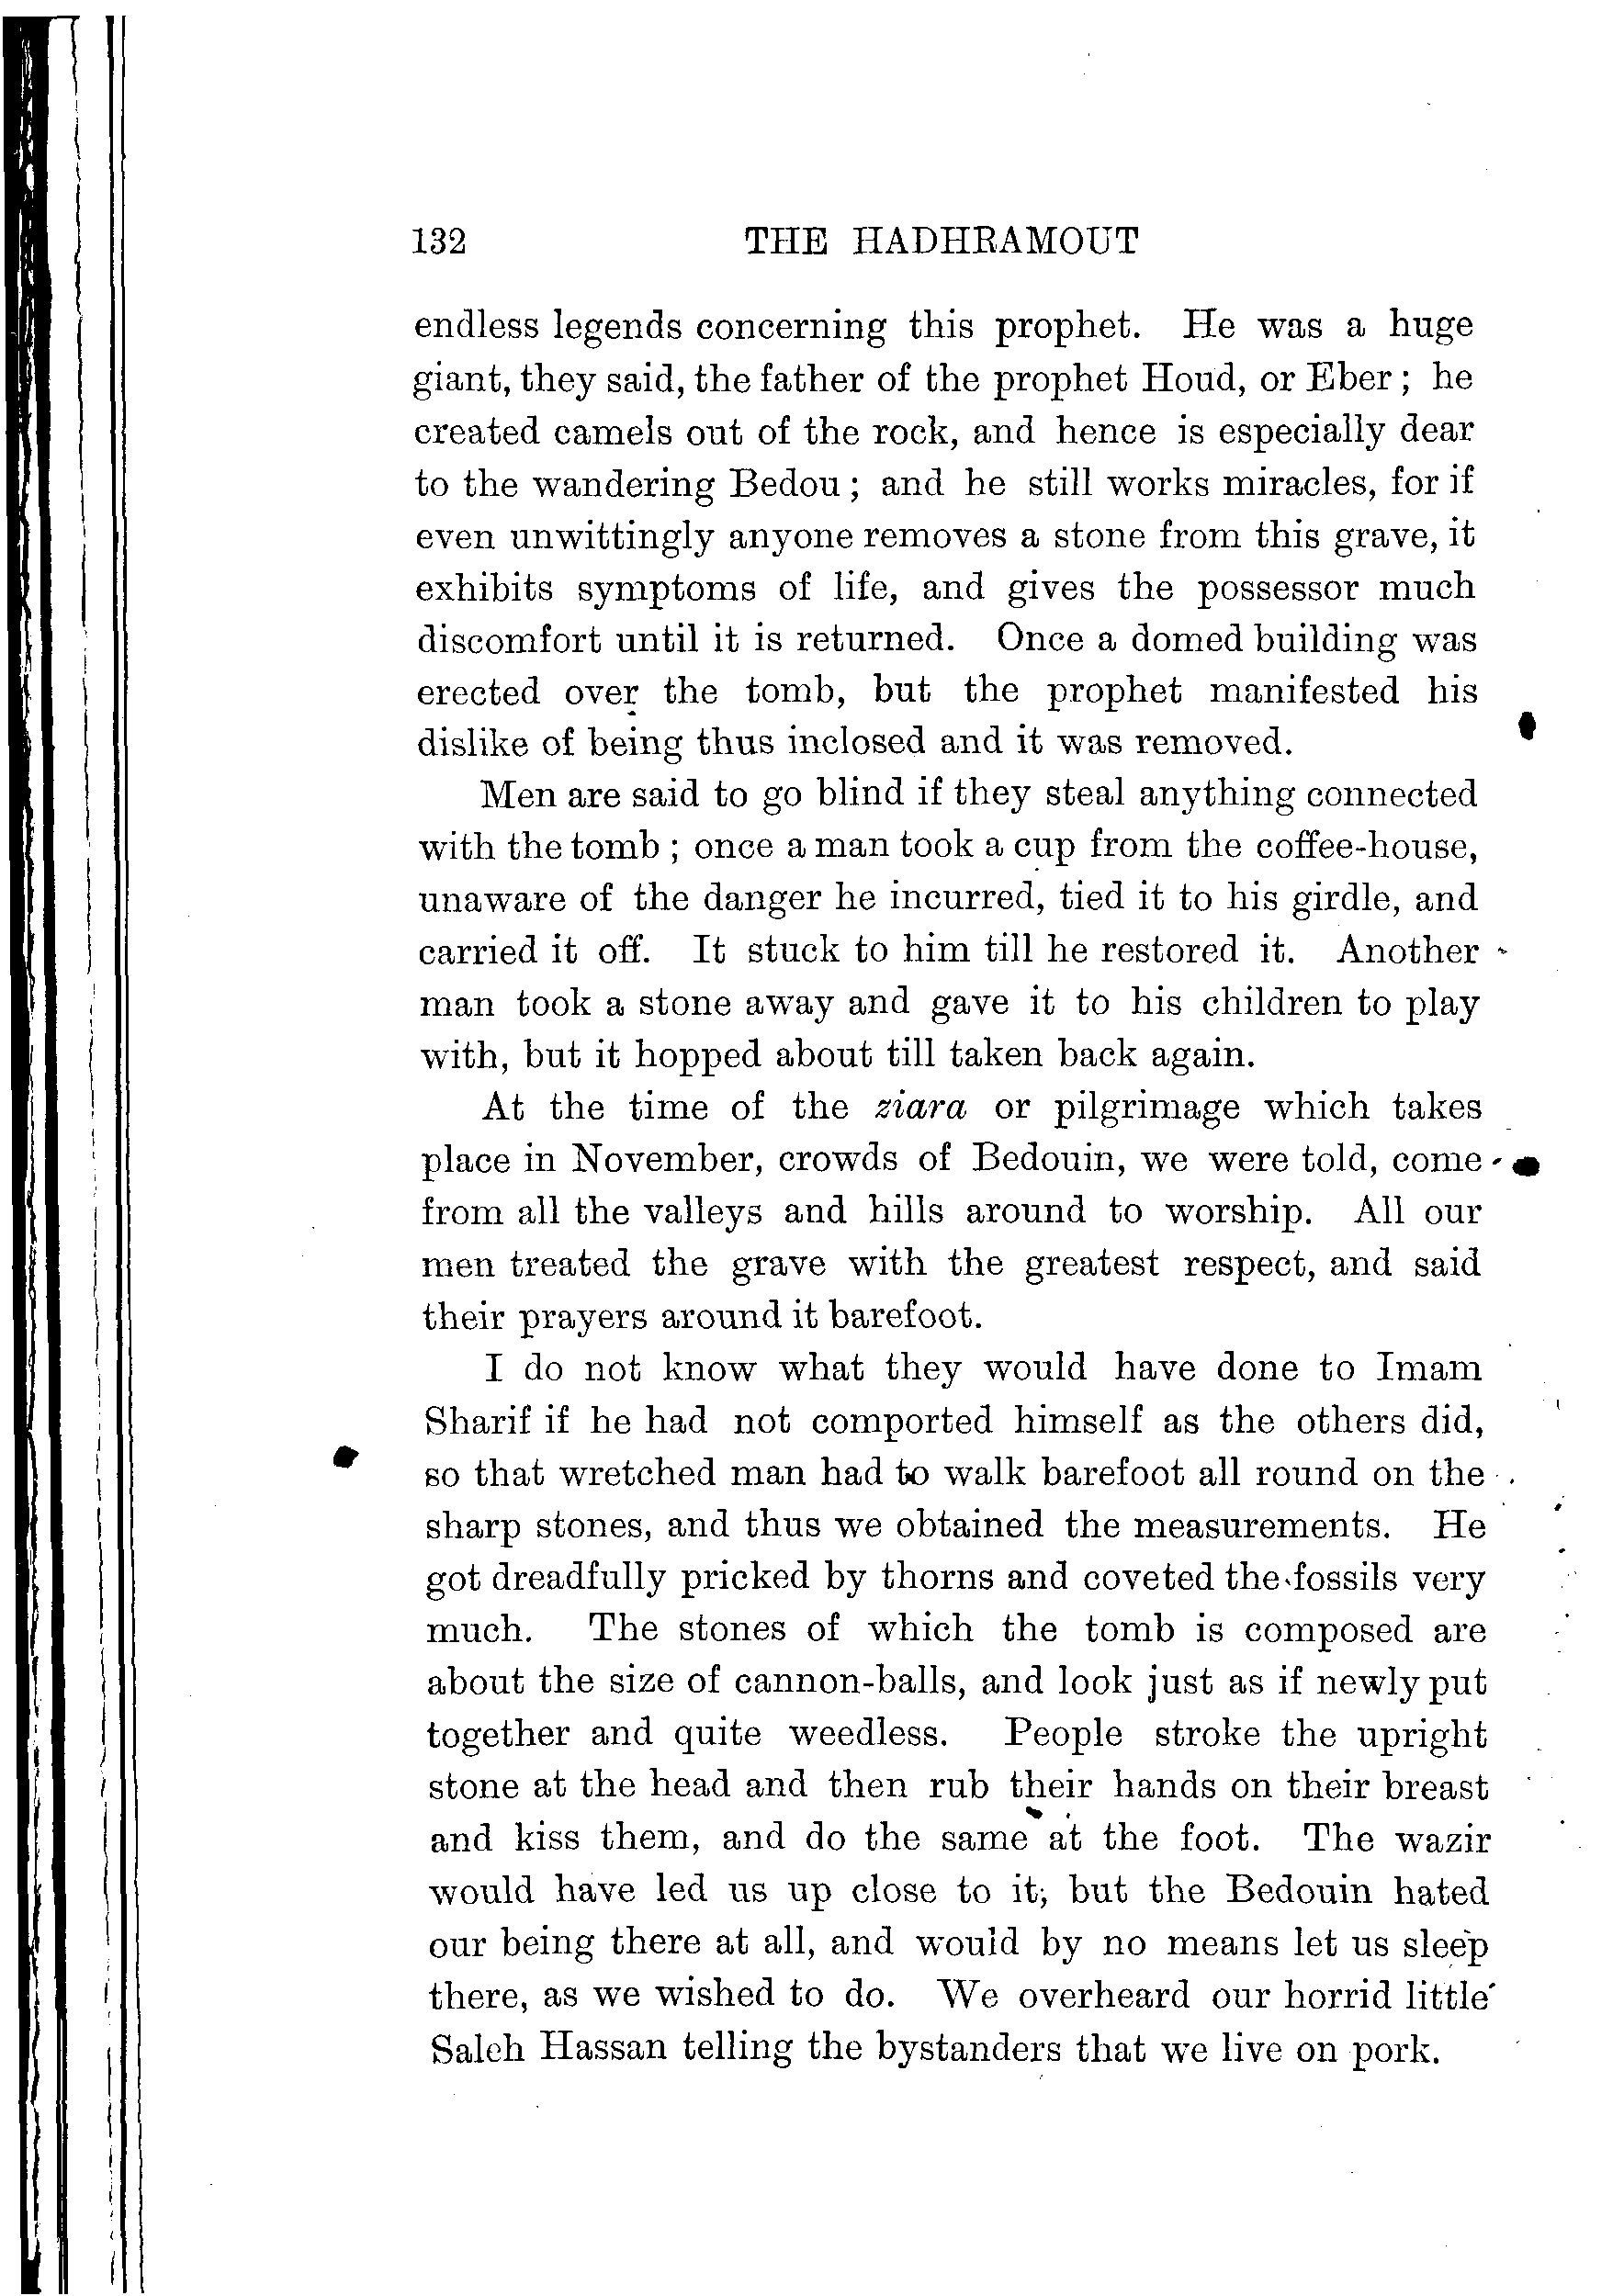 132 THE HADHRAMOUT
endless legends concerning this prophet. He was a huge
giant, they said, the father of the prophet Houd, or Eber; he
created camels out of the rock, and hence is especially dear
to the wandering Bedou; and he still works miracles, for if
even unwittingly anyone removes a stone from this grave, it
exhibits symptoms of life, and gives the possessor much
discomfort until it is returned. Once a domed building was
erected over the tomb, but the prophet manifested his
dislike of being thus inclosed and it was removed.
Men are said to go blind if they steal anything connected
with the tomb; once a man took a cup from the coffee-house,
unaware of the danger he incurred, tied it to his girdle, and
carried it off. It stuck to him till he restored it. Another
man took a stone away and gave it to his children to play
with, but it hopped about till taken back again.
At the time of the ziara or pilgrimage which takes
place in November, crowds of Bedouin, we were told, come
from all the valleys and hills around to worship. All our
men treated the grave with the greatest respect, and said
their prayers around it barefoot.
I do not know what they would have done to Imam
Sharif if he had not comported himself as the others did,
so that wretched man had to walk barefoot all round on the
sharp stones, and thus we obtained the measurements. He
got dreadfully pricked by thorns and coveted the fossils very
much. The stones of which the tomb is composed are
about the size of cannon-balls, and look just as if newly put
together and quite weedless. People stroke the upright
stone at the head and then rub their hands on their breast
and kiss them, and do the same at the foot. The wazir
would have led us up close to it, but the Bedouin hated
our being there at all, and would by no means let us sleep
there, as we wished to do. We overheard our horrid little
Saleh Hassan telling the bystanders that we live on pork.